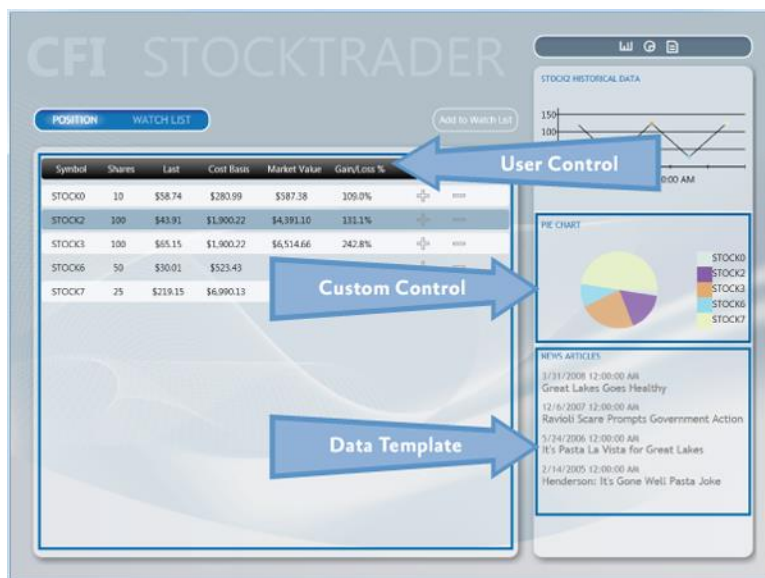 CFI STOCKTRADER
STOCK2 HISTORICAL DATA
POSITION WATCH LIST
Add to Watch List
150
100
0:00 AM
User Control
Symbol Shares Last Cost Basis Market Value Gain/Loss %
STOCK0 10 $58.74 $280.99 $587.38 109.0%
STOCK2 100 $43.91 $1,900.22 $4,391.10 131.1%
STOCK3 100 $65.15 $1,900.22 $6,514.66 242.8%
STOCK6 50 $30.01 $523.43
STOCK7 25 $219.15 $6,990.13
Custom Control
PIE CHART
STOCK0
STOCK2
STOCK3
STOCK6
STOCK7
Data Template
NEWS ARTICLES
3/31/2008 12:00:00 AM
Great Lakes Goes Healthy
12/6/2007 12:00:00 AM
Ravioli Scare Prompts Government Action
5/24/2006 12:00:00 AM
It's Pasta La Vista for Great Lakes
2/14/2005 12:00:00 AM
Henderson: It's Gone Well Pasta Joke